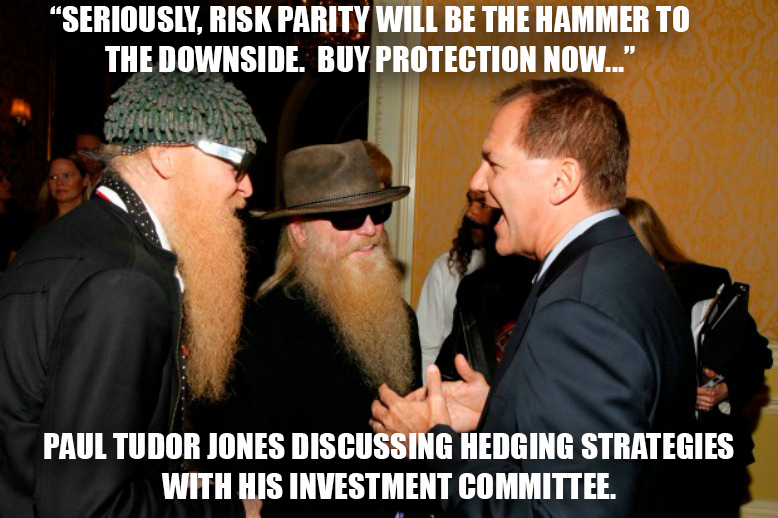 “SERIOUSLY, RISK PARITY WILL BE THE HAMMER TO
THE DOWNSIDE. BUY PROTECTION NOW...”
PAUL TUDOR JONES DISCUSSING HEDGING STRATEGIES
WITH HIS INVESTMENT COMMITTEE.